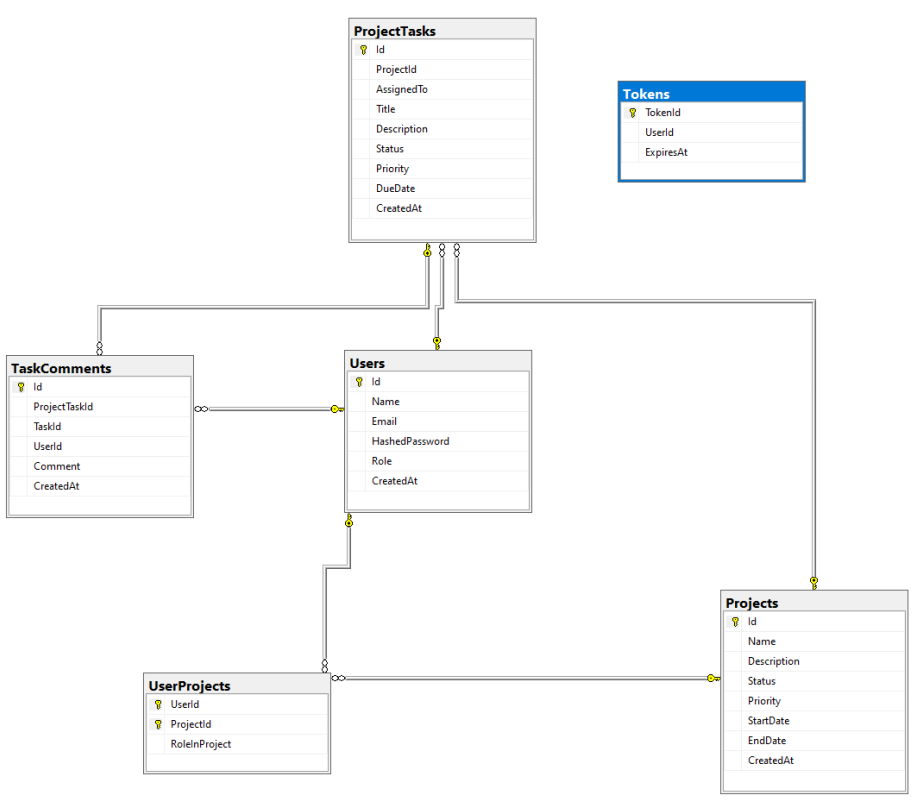 ProjectTasks
Id
ProjectId
AssignedTo
Title
Description
Status
Priority
DueDate
CreatedAt
Tokens
TokenId
UserId
ExpiresAt
TaskComments
Id
ProjectTaskId
TaskId
UserId
Comment
CreatedAt
Users
Id
Name
Email
HashedPassword
Role
CreatedAt
UserProjects
UserId
ProjectId
RoleInProject
Projects
Id
Name
Description
Status
Priority
StartDate
EndDate
CreatedAt